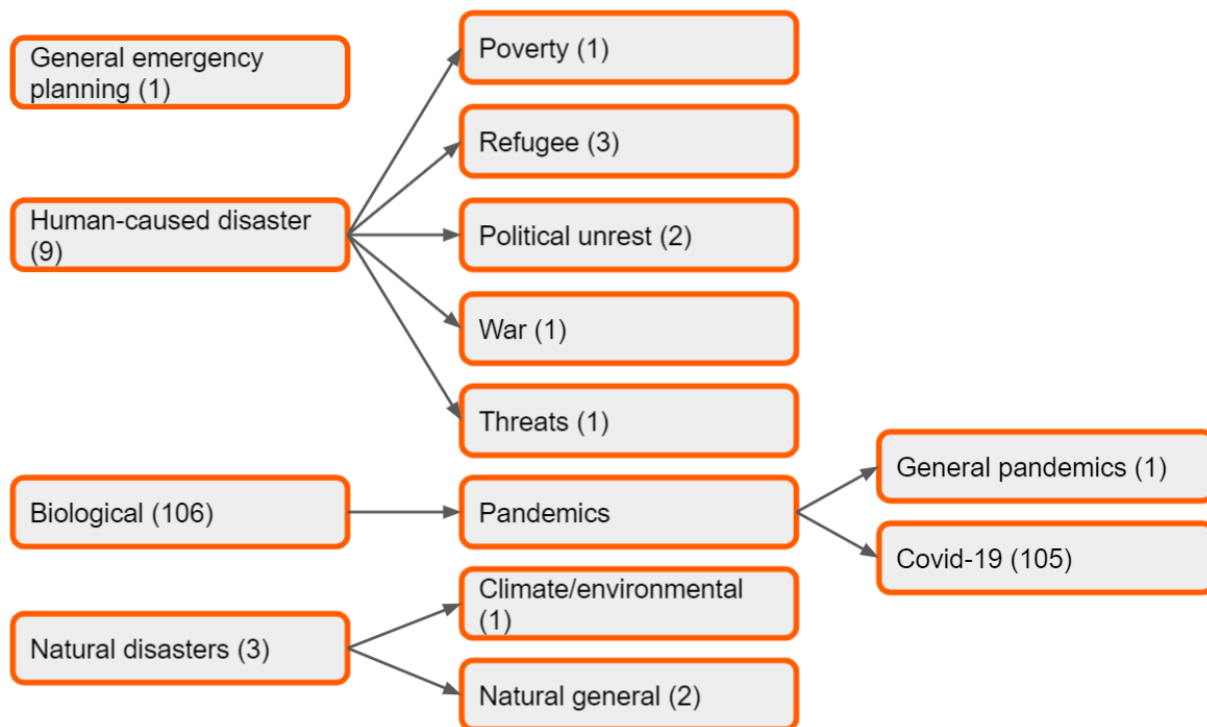 General emergency
planning (1)
Human-caused disaster
(9)
Poverty (1)
Refugee (3)
Political unrest (2)
War (1)
Threats (1)
Biological (106)
Pandemics
General pandemics (1)
Covid-19 (105)
Natural disasters (3)
Climate/environmental
(1)
Natural general (2)